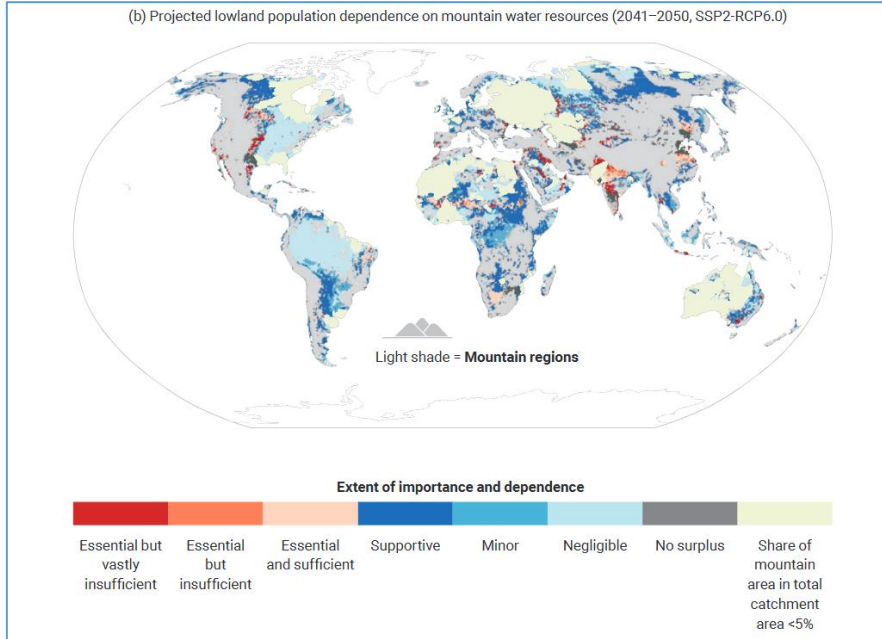 (b) Projected lowland population dependence on mountain water resources (2041–2050, SSP2-RCP6.0)
Light shade = Mountain regions
Extent of importance and dependence
Essential but vastly insufficient
Essential but insufficient
Essential and sufficient
Supportive
Minor
Negligible
No surplus
Share of mountain area in total catchment area <5%